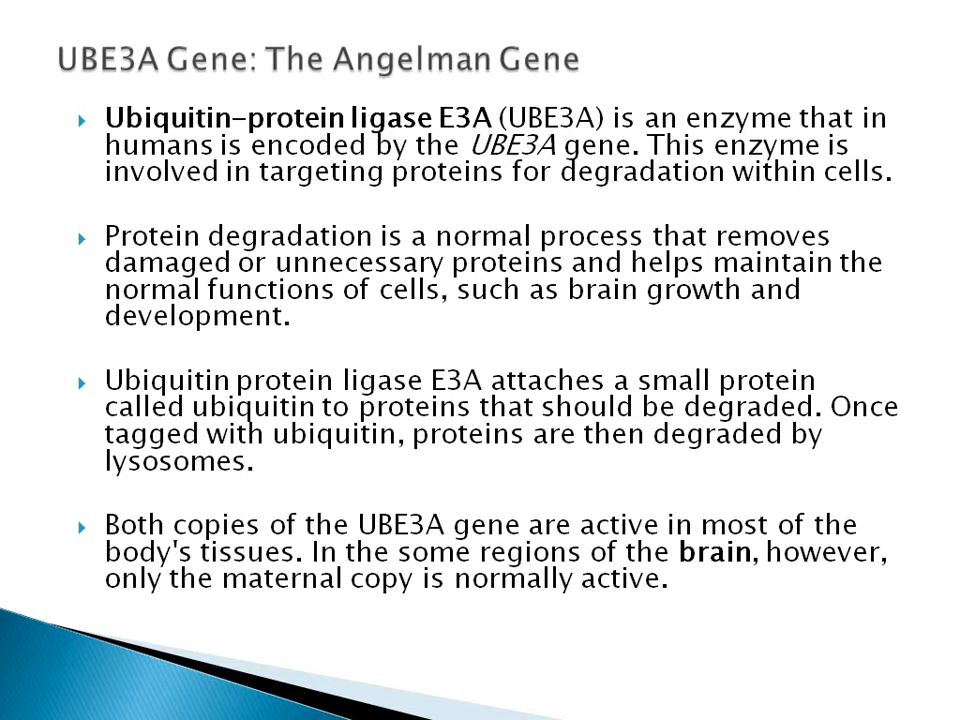 UBE3A Gene: The Angelman Gene
Ubiquitin-protein ligase E3A (UBE3A) is an enzyme that in
humans is encoded by the UBE3A gene. This enzyme is
involved in targeting proteins for degradation within cells.
Protein degradation is a normal process that removes
damaged or unnecessary proteins and helps maintain the
normal functions of cells, such as brain growth and
development.
Ubiquitin protein ligase E3A attaches a small protein
called ubiquitin to proteins that should be degraded. Once
tagged with ubiquitin, proteins are then degraded by
lysosomes.
Both copies of the UBE3A gene are active in most of the
body's tissues. In the some regions of the brain, however,
only the maternal copy is normally active.